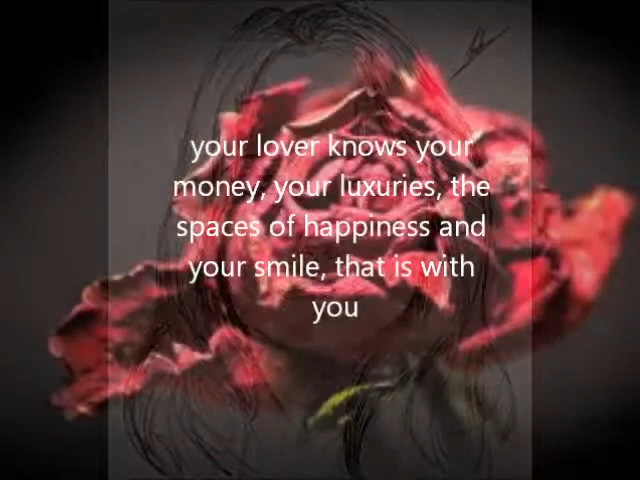 your lover knows your
money, your luxuries, the
spaces of happiness and
your smile, that is with
you